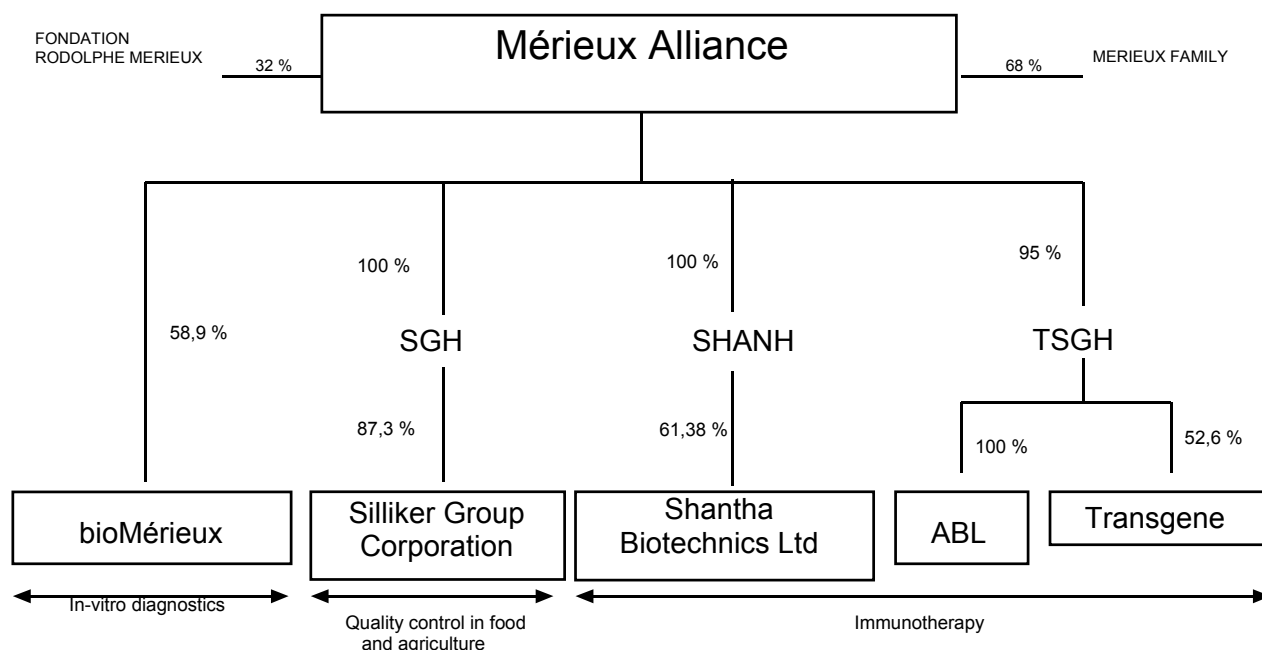 Mérieux Alliance
FONDATION
RODOLPHE MERIEUX
32 %
68 %
MERIEUX FAMILY
58,9 %
100 %
SGH
87,3 %
100 %
SHANH
61,38 %
95 %
TSGH
100 %
52,6 %
bioMérieux
Silliker Group
Corporation
Shantha
Biotechnics Ltd
ABL
Transgene
In-vitro diagnostics
Quality control in food
and agriculture
Immunotherapy